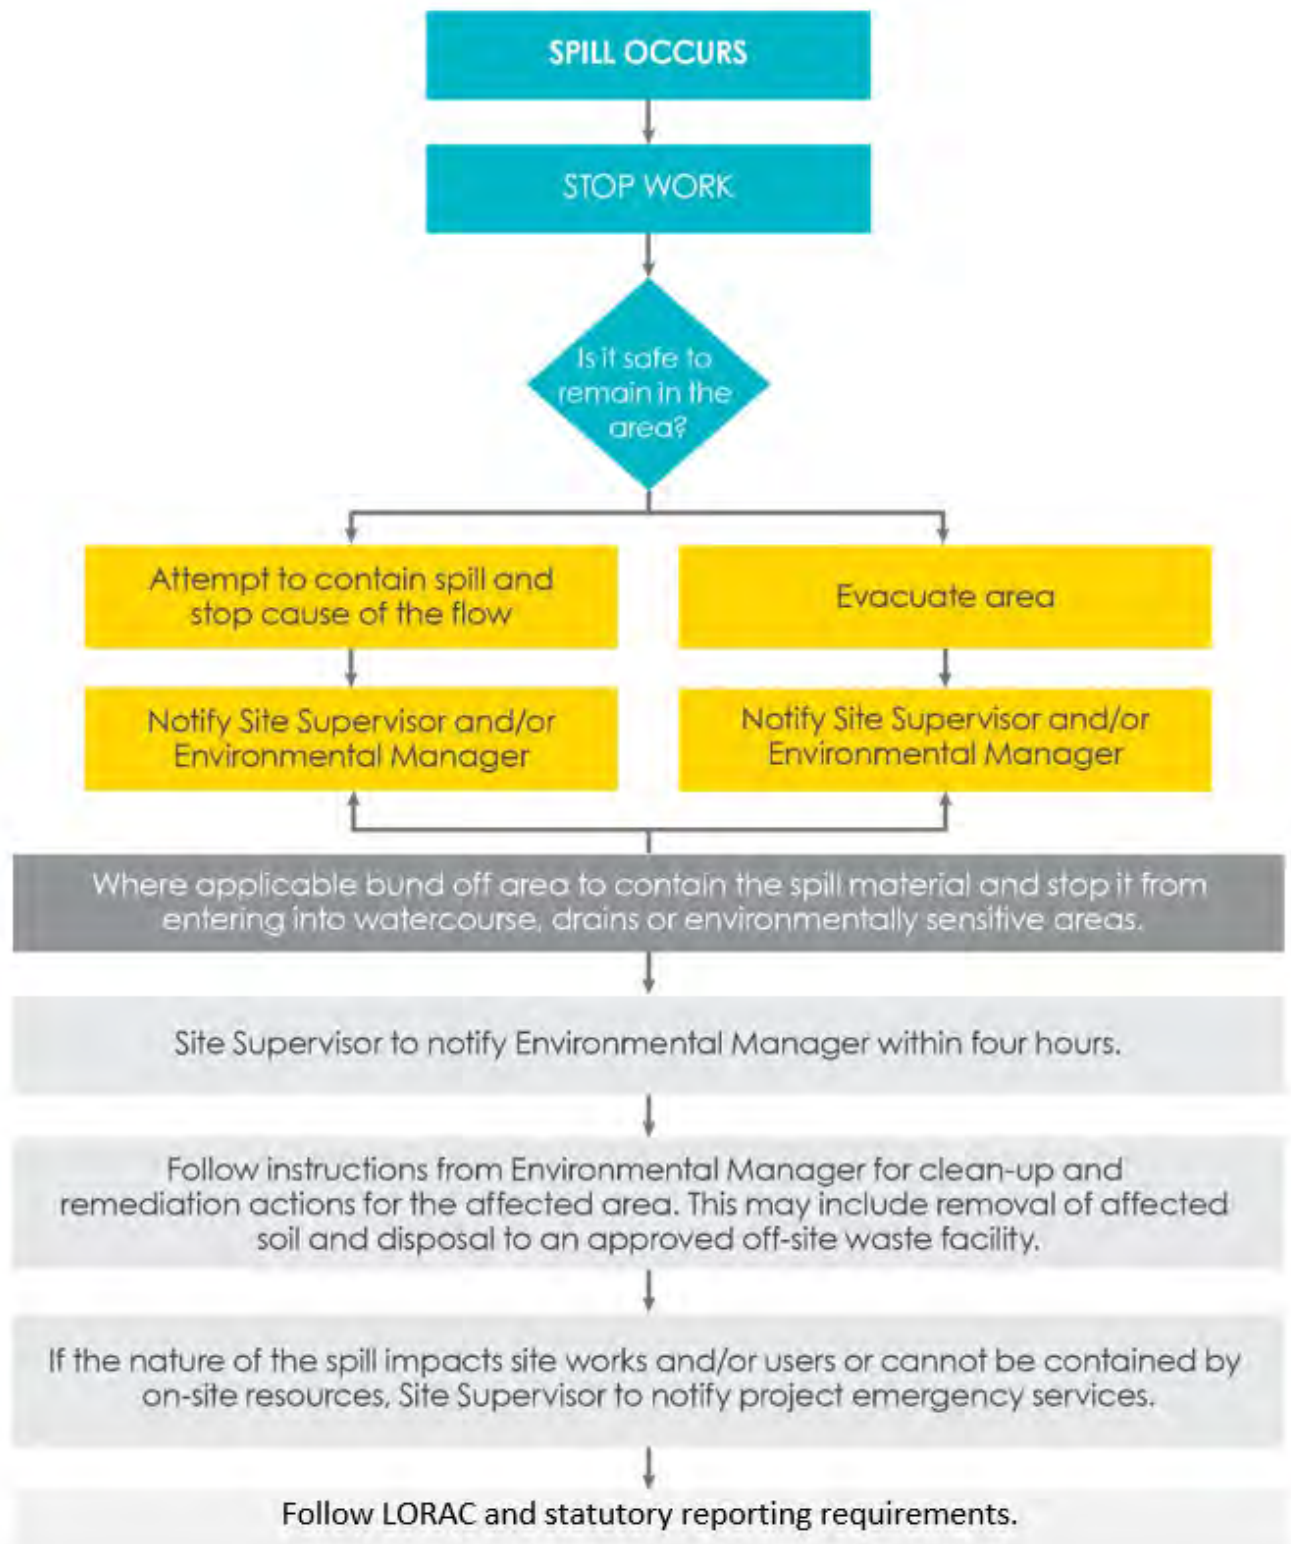 SPILL OCCURS
STOP WORK
Is it safe to
remain in the
area?
Attempt to contain spill and
stop cause of the flow
Evacuate area
Notify Site Supervisor and/or
Environmental Manager
Notify Site Supervisor and/or
Environmental Manager
Where applicable bund off area to contain the spill material and stop it from
entering into watercourse, drains or environmentally sensitive areas.
Site Supervisor to notify Environmental Manager within four hours.
Follow instructions from Environmental Manager for clean-up and
remediation actions for the affected area. This may include removal of affected
soil and disposal to an approved off-site waste facility.
If the nature of the spill impacts site works and/or users or cannot be contained by
on-site resources, Site Supervisor to notify project emergency services.
Follow LORAC and statutory reporting requirements.